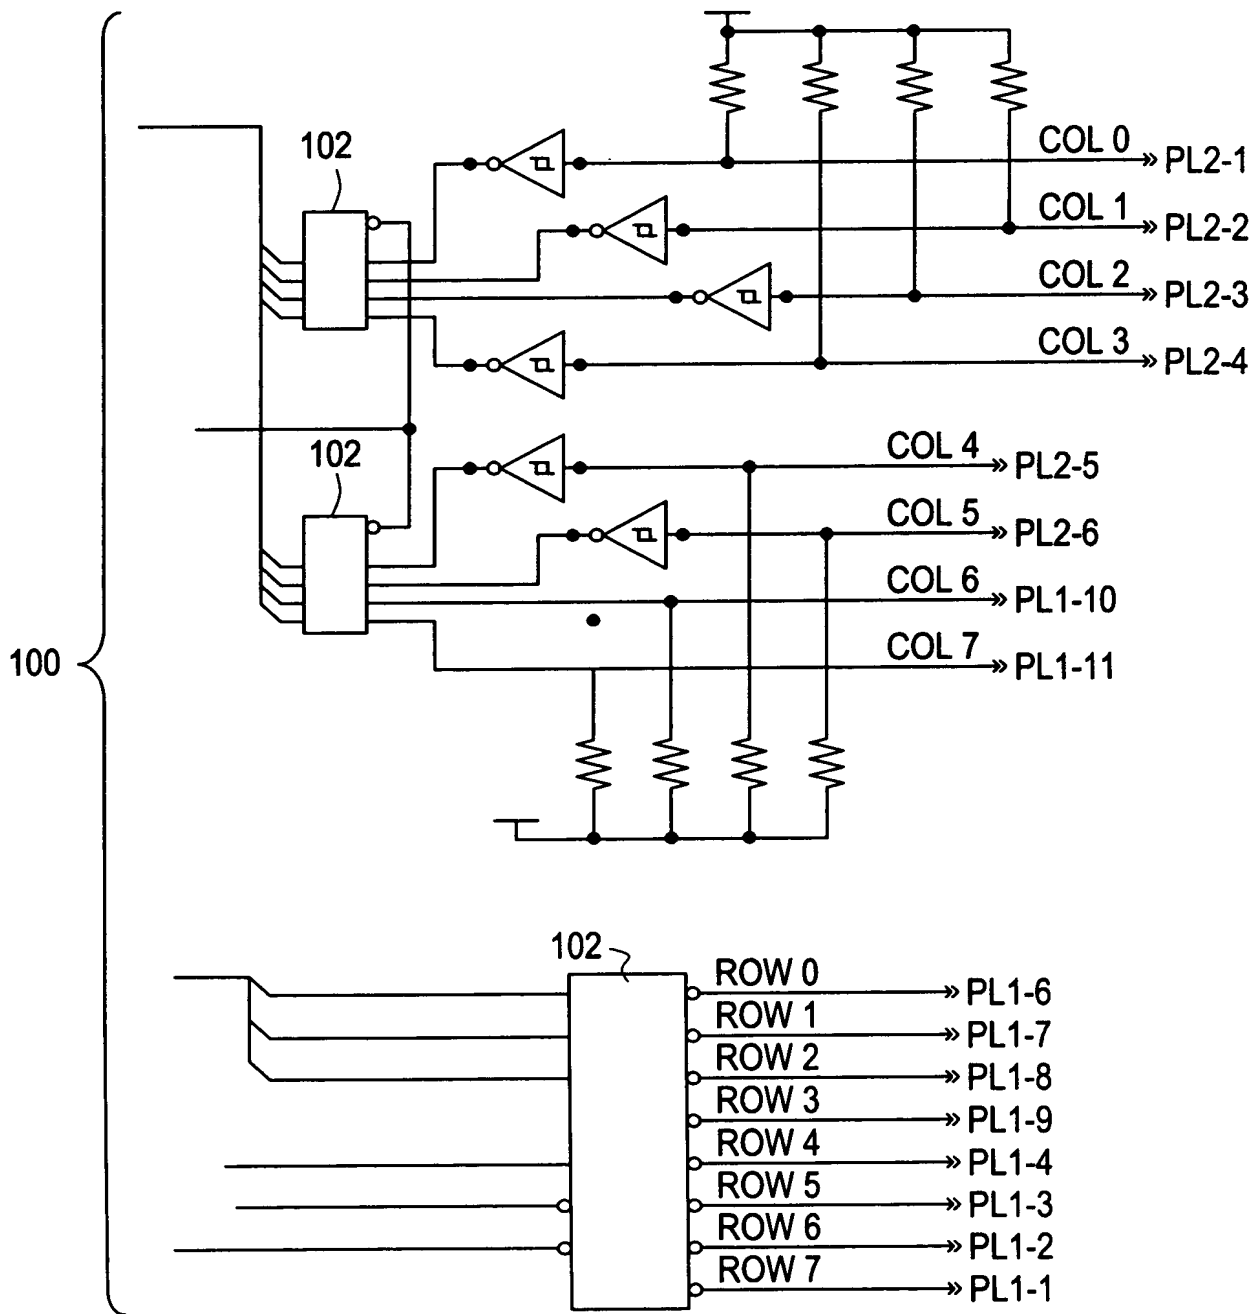 102
COL 0 PL2-1
COL 1 PL2-2
COL 2 PL2-3
COL 3 PL2-4
102
COL 4 PL2-5
COL 5 PL2-6
COL 6 PL1-10
COL 7 PL1-11
100
102
ROW 0 PL1-6
ROW 1 PL1-7
ROW 2 PL1-8
ROW 3 PL1-9
ROW 4 PL1-4
ROW 5 PL1-3
ROW 6 PL1-2
ROW 7 PL1-1